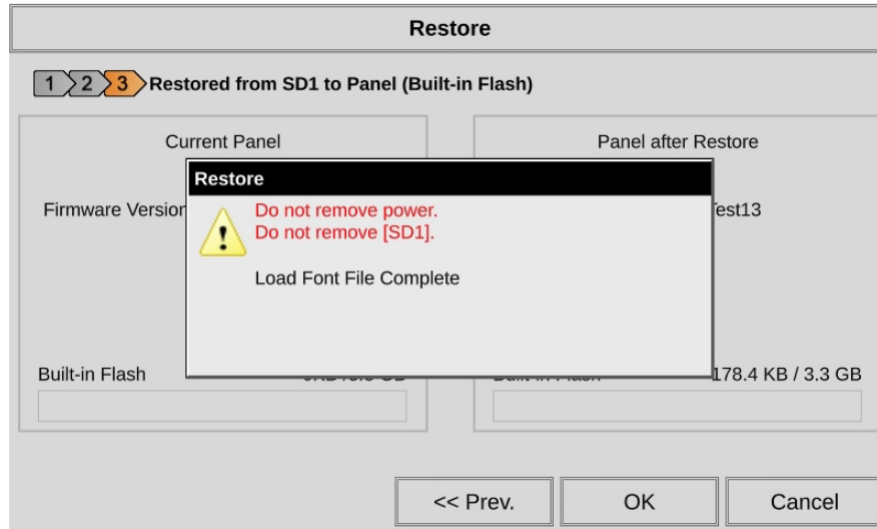 Restore
1 2 3 Restored from SD1 to Panel (Built-in Flash)
Current Panel
Panel after Restore
Restore
Firmware Version
Do not remove power.
Do not remove [SD1].
Load Font File Complete
Built-in Flash
178.4 KB / 3.3 GB
<< Prev.
OK
Cancel